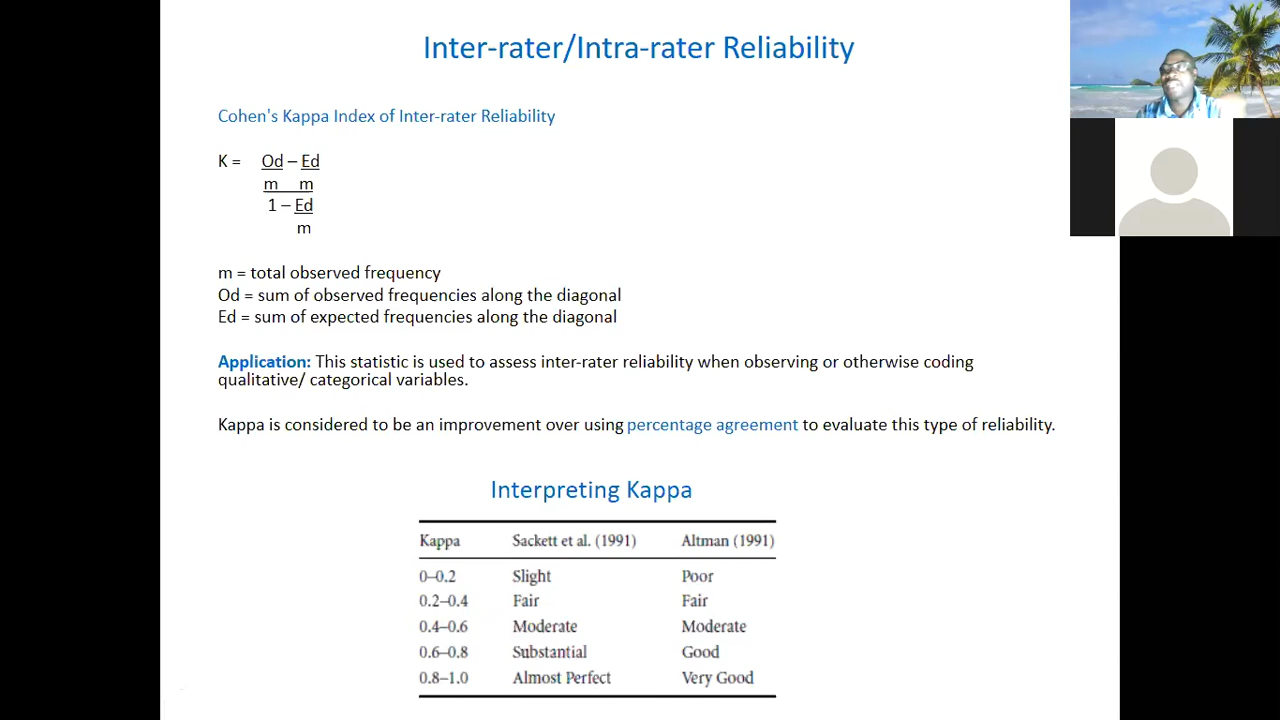 Inter-rater/Intra-rater Reliability
Cohen's Kappa Index of Inter-rater Reliability
K = Od – Ed
m m
1 – Ed
m
m = total observed frequency
Od = sum of observed frequencies along the diagonal
Ed = sum of expected frequencies along the diagonal
Application: This statistic is used to assess inter-rater reliability when observing or otherwise coding
qualitative/ categorical variables.
Kappa is considered to be an improvement over using percentage agreement to evaluate this type of reliability.
Interpreting Kappa
Kappa Sackett et al. (1991) Altman (1991)
0–0.2 Slight Poor
0.2–0.4 Fair Fair
0.4–0.6 Moderate Moderate
0.6–0.8 Substantial Good
0.8–1.0 Almost Perfect Very Good